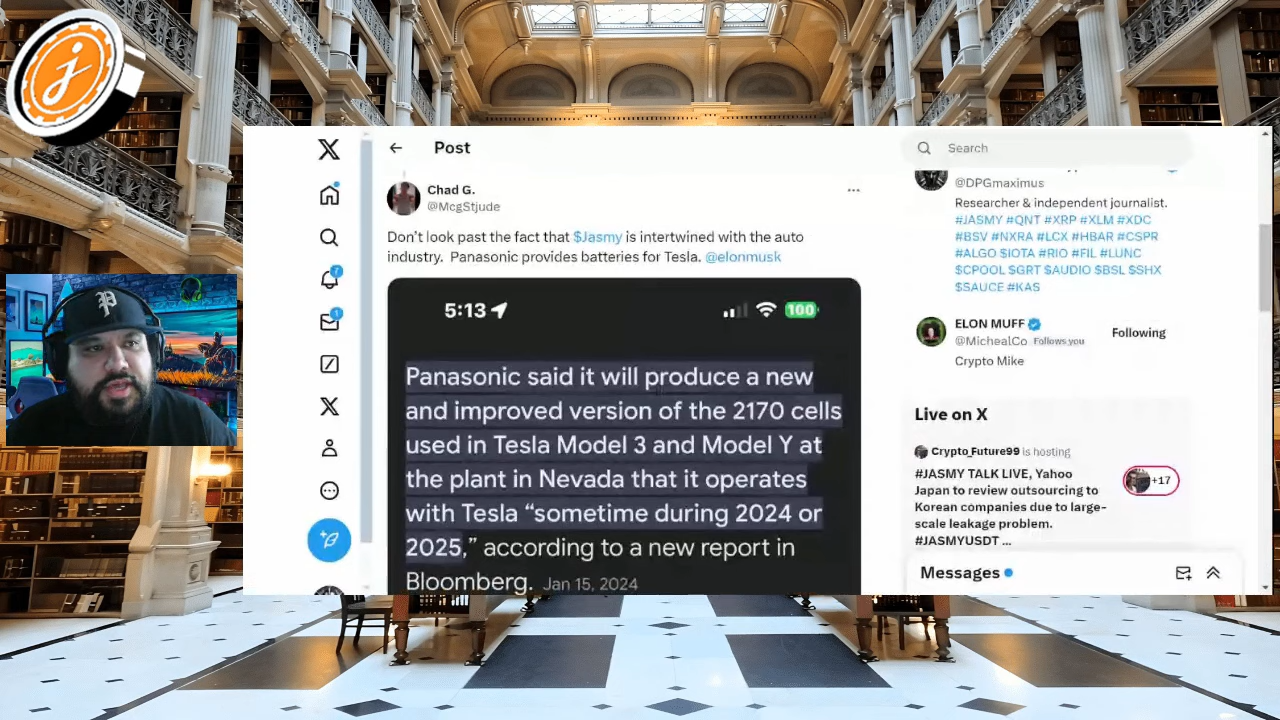 j
Post
Search
Chad G.
@McgStjude
Don't look past the fact that $Jasmy is intertwined with the auto
industry. Panasonic provides batteries for Tesla. @elonmusk
5:13
100
Panasonic said it will produce a new
and improved version of the 2170 cells
used in Tesla Model 3 and Model Y at
the plant in Nevada that it operates
with Tesla “sometime during 2024 or
2025,” according to a new report in
Bloomberg. Jan 15, 2024
@DPGmaximus
Researcher & independent journalist.
#JASMY #QNT #XRP #XLM #XDC
#BSV #NXRA #LCX #HBAR #CSPR
#ALGO $IOTA #RIO #FIL #LUNC
$CPOOL $GRT $AUDIO $BSL $SHX
$SAUCE #KAS
ELON MUFF
@MichealCo Follows you
Following
Crypto Mike
Live on X
Crypto_Future99 is hosting
#JASMY TALK LIVE, Yahoo
Japan to review outsourcing to
Korean companies due to large-
scale leakage problem.
#JASMYUSDT ...
+17
Messages
P